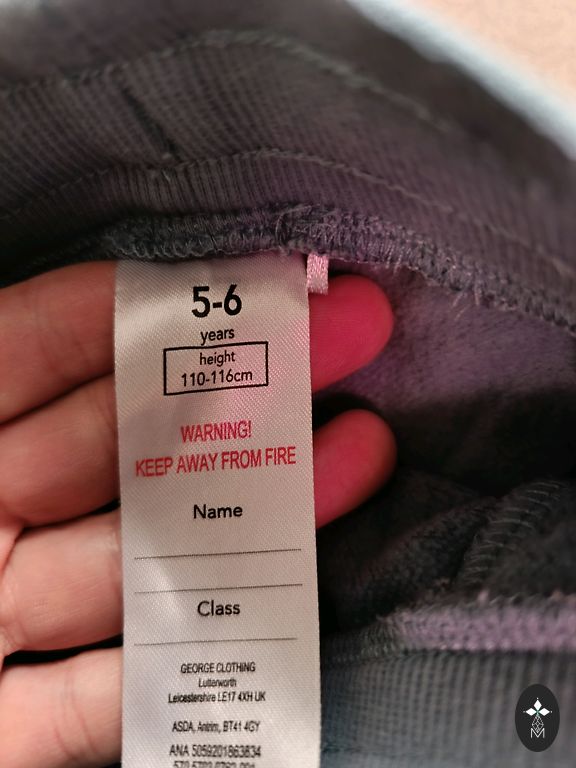 5-6
years
height
110-116cm
WARNING!
KEEP AWAY FROM FIRE
Name
Class
GEORGE CLOTHING
Lutterworth
Leicestershire LE17 4XH UK
ASDA, Antrim, BT41 4GY
ANA 5059201863834
M